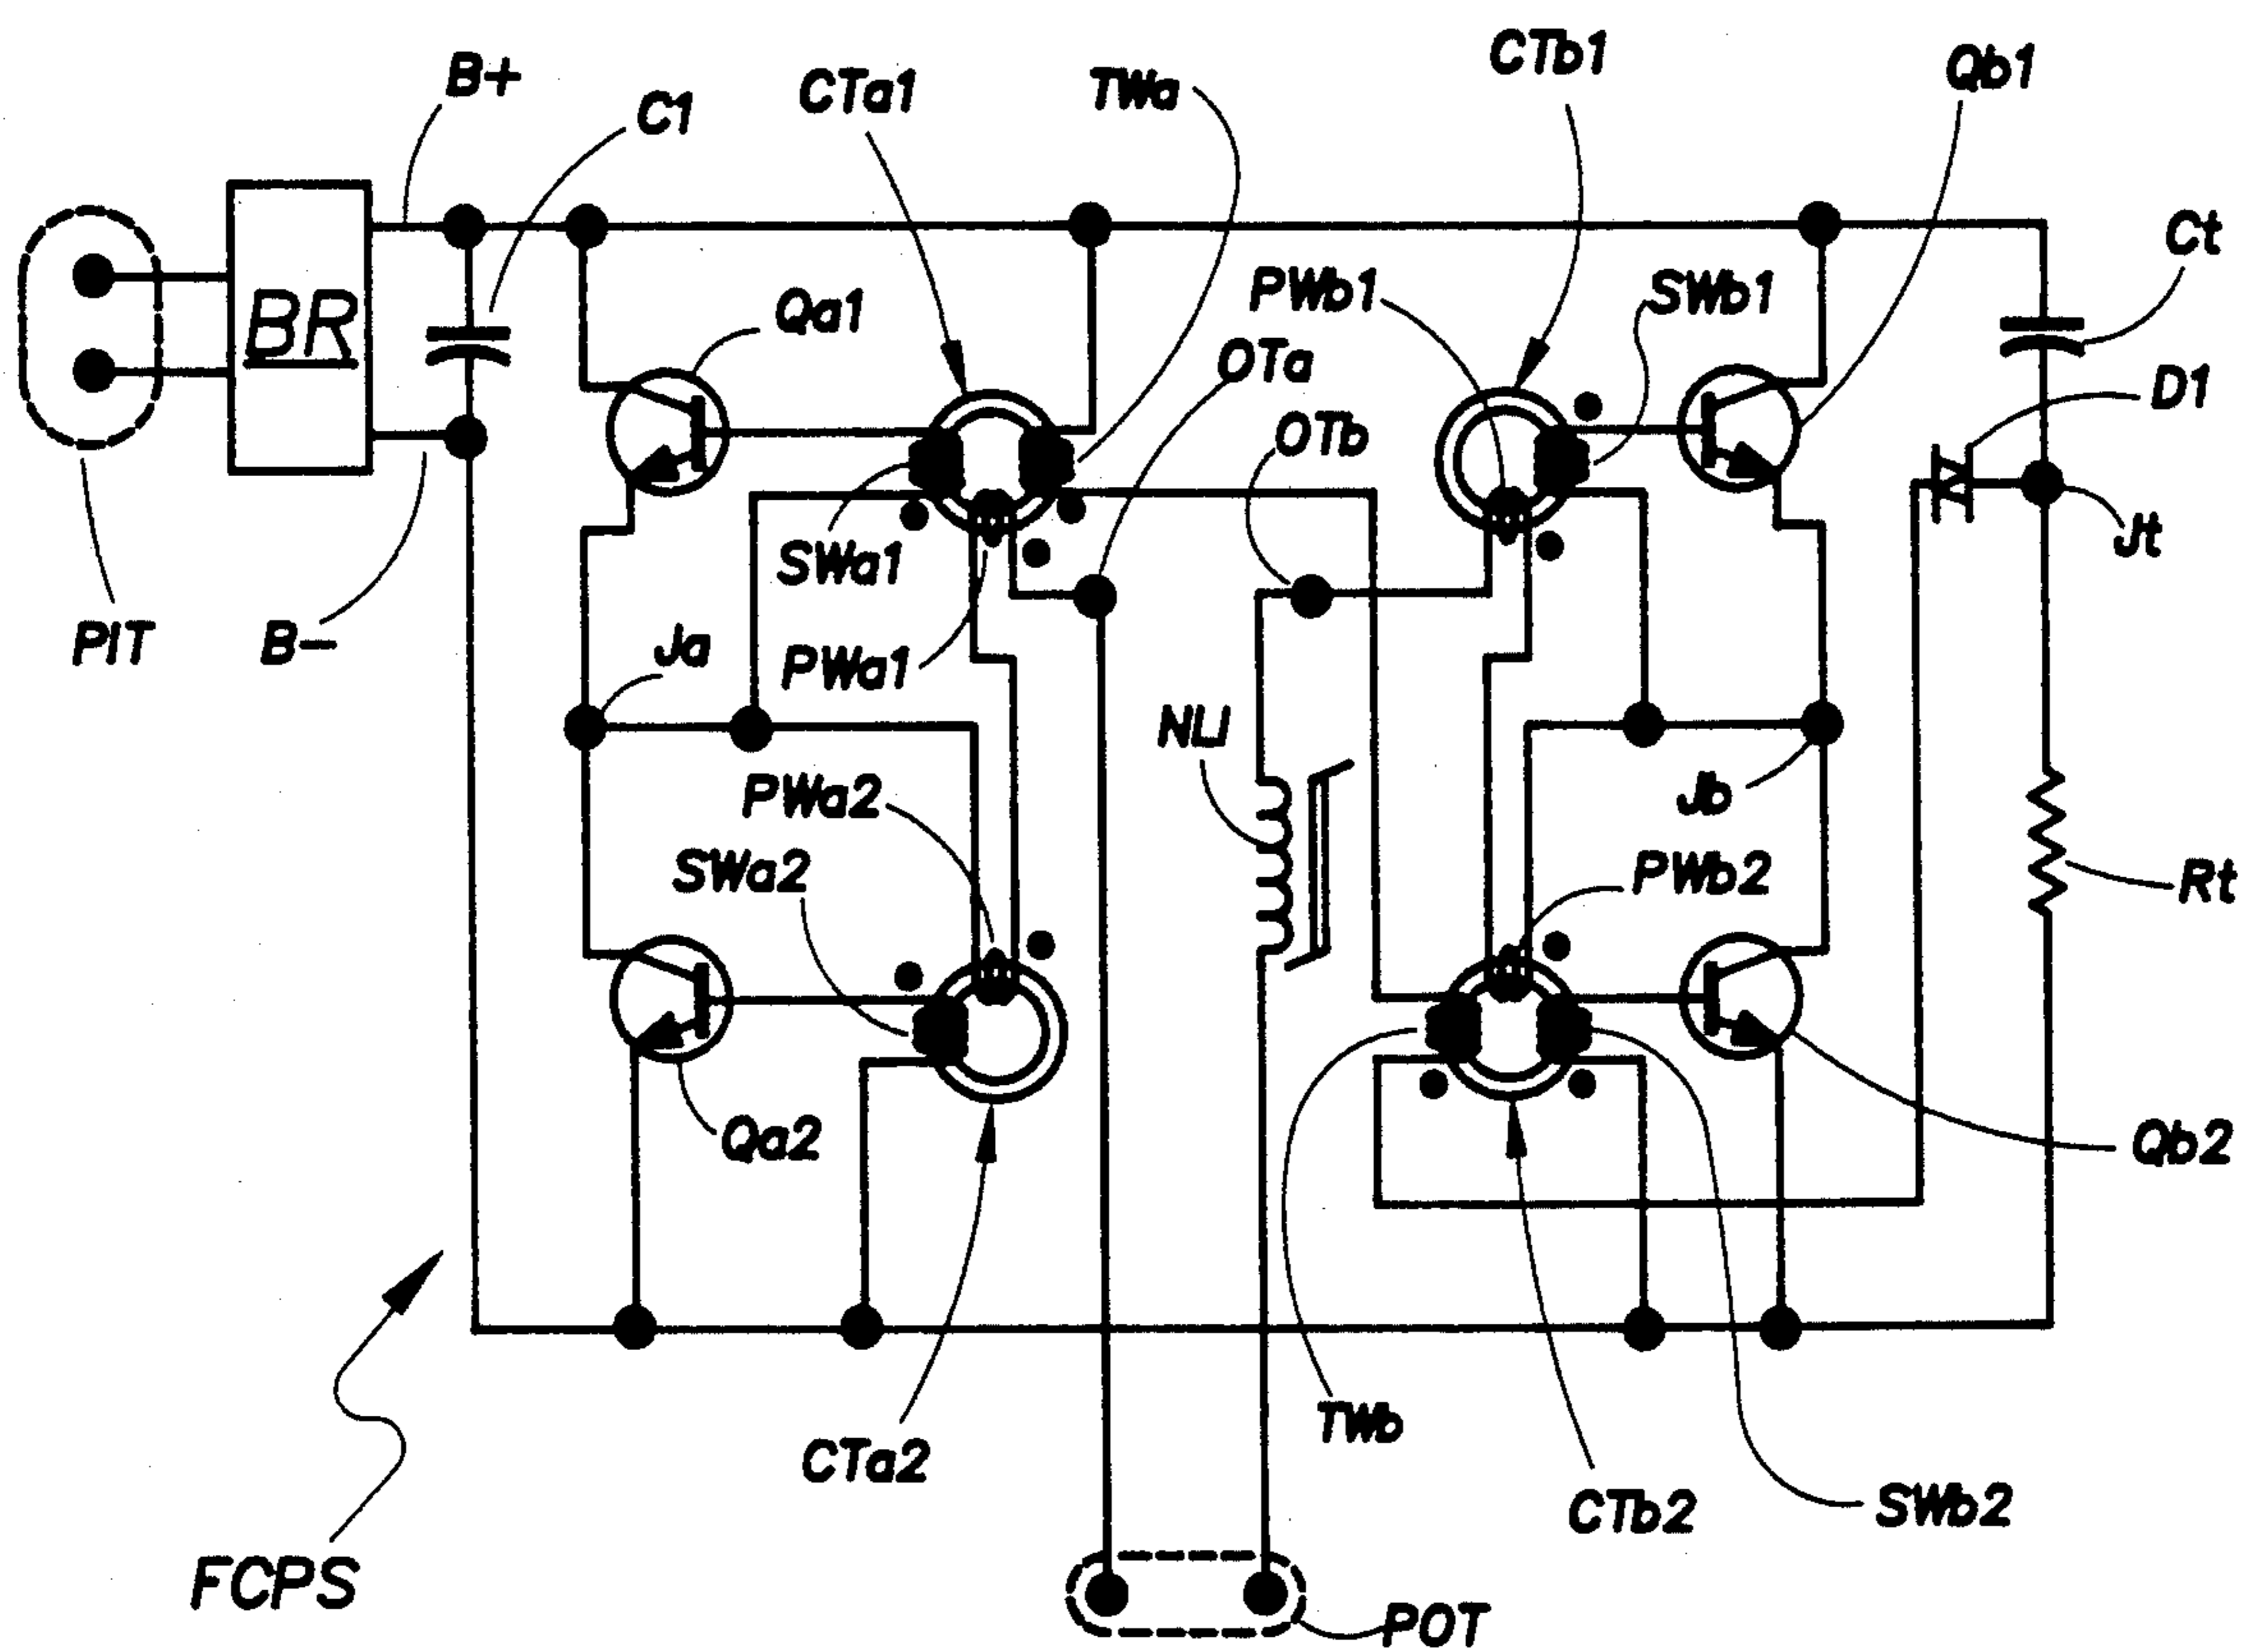 B+
C1
CTa1
TWa
CTb1
Qb1
Ct
BR
Qa1
PWb1
SWb1
OTa
D1
OTb
SWa1
Jt
PIT
B-
Ja
PWa1
NLI
PWa2
Jb
SWa2
PWb2
Rt
Qa2
Qb2
TWb
CTa2
CTb2
SWb2
FCPS
POT